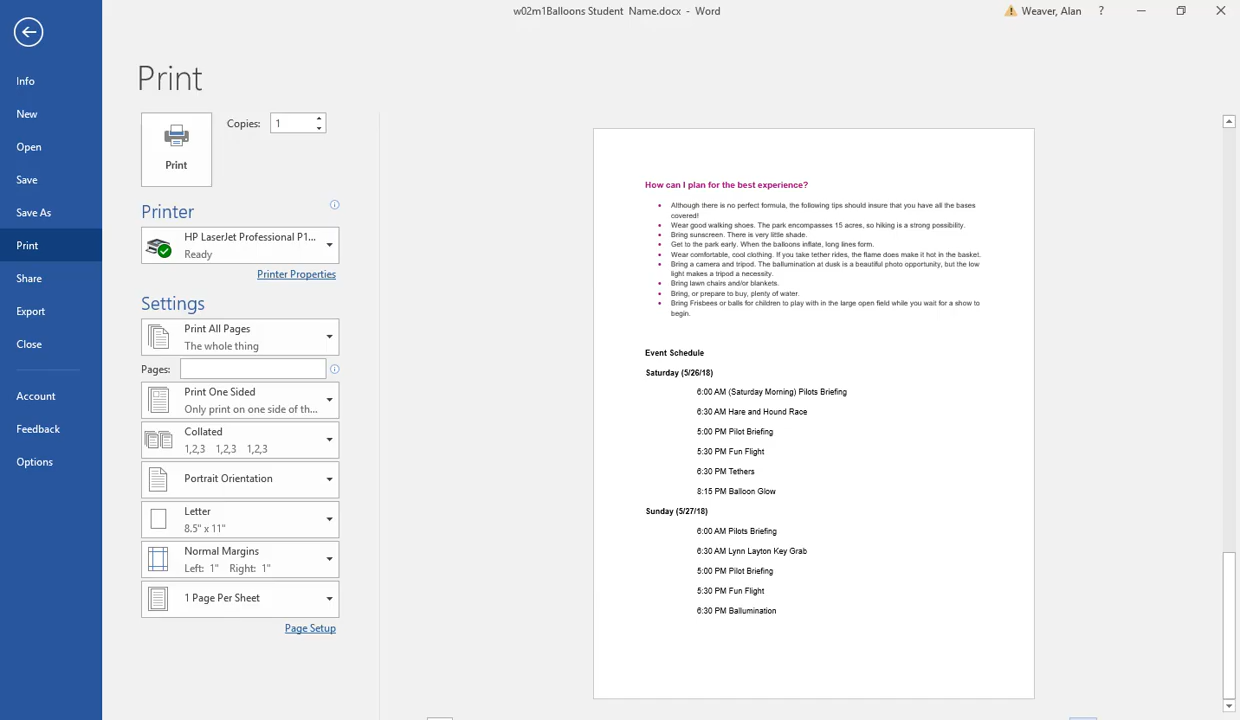 w02m1Balloons Student Name.docx - Word
Weaver, Alan ?
Info
New
Open
Save
Save As
Print
Share
Export
Close
Account
Feedback
Options
Print
Print
Copies: 1
Printer
HP LaserJet Professional P1...
Ready
Printer Properties
Settings
Print All Pages
The whole thing
Pages:
Print One Sided
Only print on one side of th...
Collated
1,2,3 1,2,3 1,2,3
Portrait Orientation
Letter
8.5" x 11"
Normal Margins
Left: 1" Right: 1"
1 Page Per Sheet
Page Setup
How can I plan for the best experience?
• Although there is no perfect formula, the following tips should insure that you have all the bases
covered!
• Wear good walking shoes. The park encompasses 15 acres, so hiking is a strong possibility.
• Bring sunscreen. There is very little shade.
• Get to the park early. When the balloons inflate, long lines form.
• Wear comfortable, cool clothing. If you take tether rides, the flame does make it hot in the basket.
• Bring a camera and tripod. The ballumination at dusk is a beautiful photo opportunity, but the low
light makes a tripod a necessity.
• Bring lawn chairs and/or blankets.
• Bring, or prepare to buy, plenty of water.
• Bring Frisbees or balls for children to play with in the large open field while you wait for a show to
begin.
Event Schedule
Saturday (5/26/18)
6:00 AM (Saturday Morning) Pilots Briefing
6:30 AM Hare and Hound Race
5:00 PM Pilot Briefing
5:30 PM Fun Flight
6:30 PM Tethers
8:15 PM Balloon Glow
Sunday (5/27/18)
6:00 AM Pilots Briefing
6:30 AM Lynn Layton Key Grab
5:00 PM Pilot Briefing
5:30 PM Fun Flight
6:30 PM Ballumination